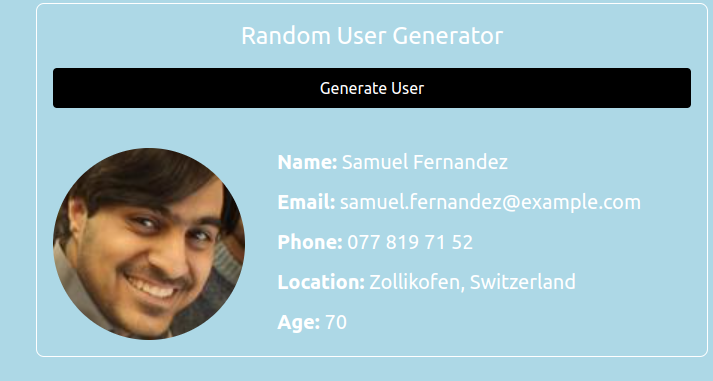 Random User Generator
Generate User
Name: Samuel Fernandez
Email: samuel.fernandez@example.com
Phone: 077 819 71 52
Location: Zollikofen, Switzerland
Age: 70